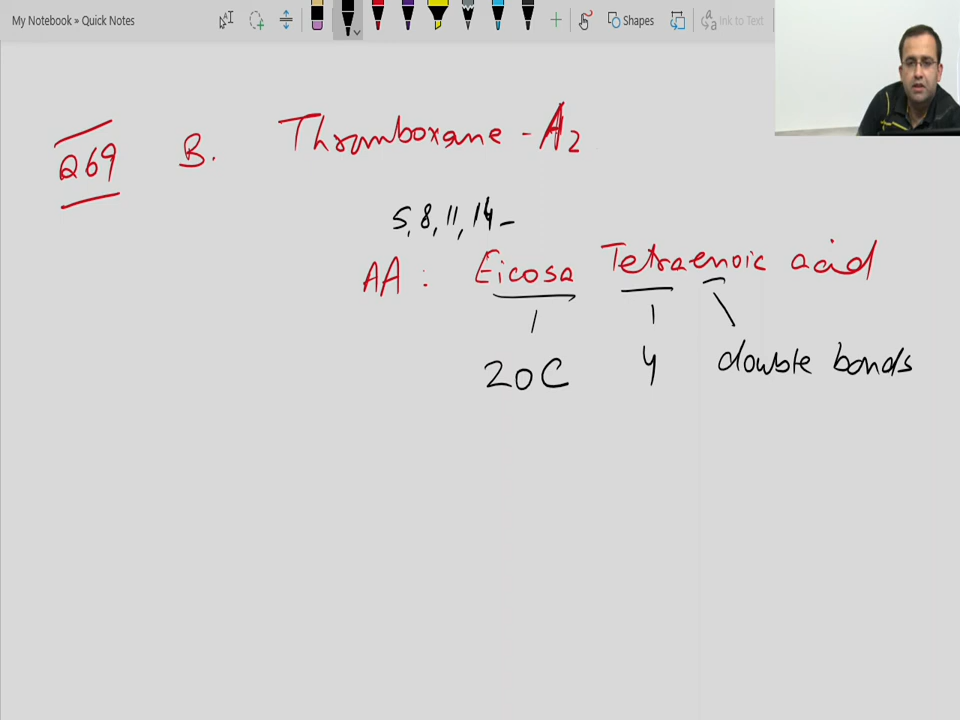 My Notebook » Quick Notes
Shapes
Ink to Text
Q69 B. Thromboxane - A2
5, 8, 11, 14 -
AA : Eicosa Tetraenoic acid
20C 4 double bonds